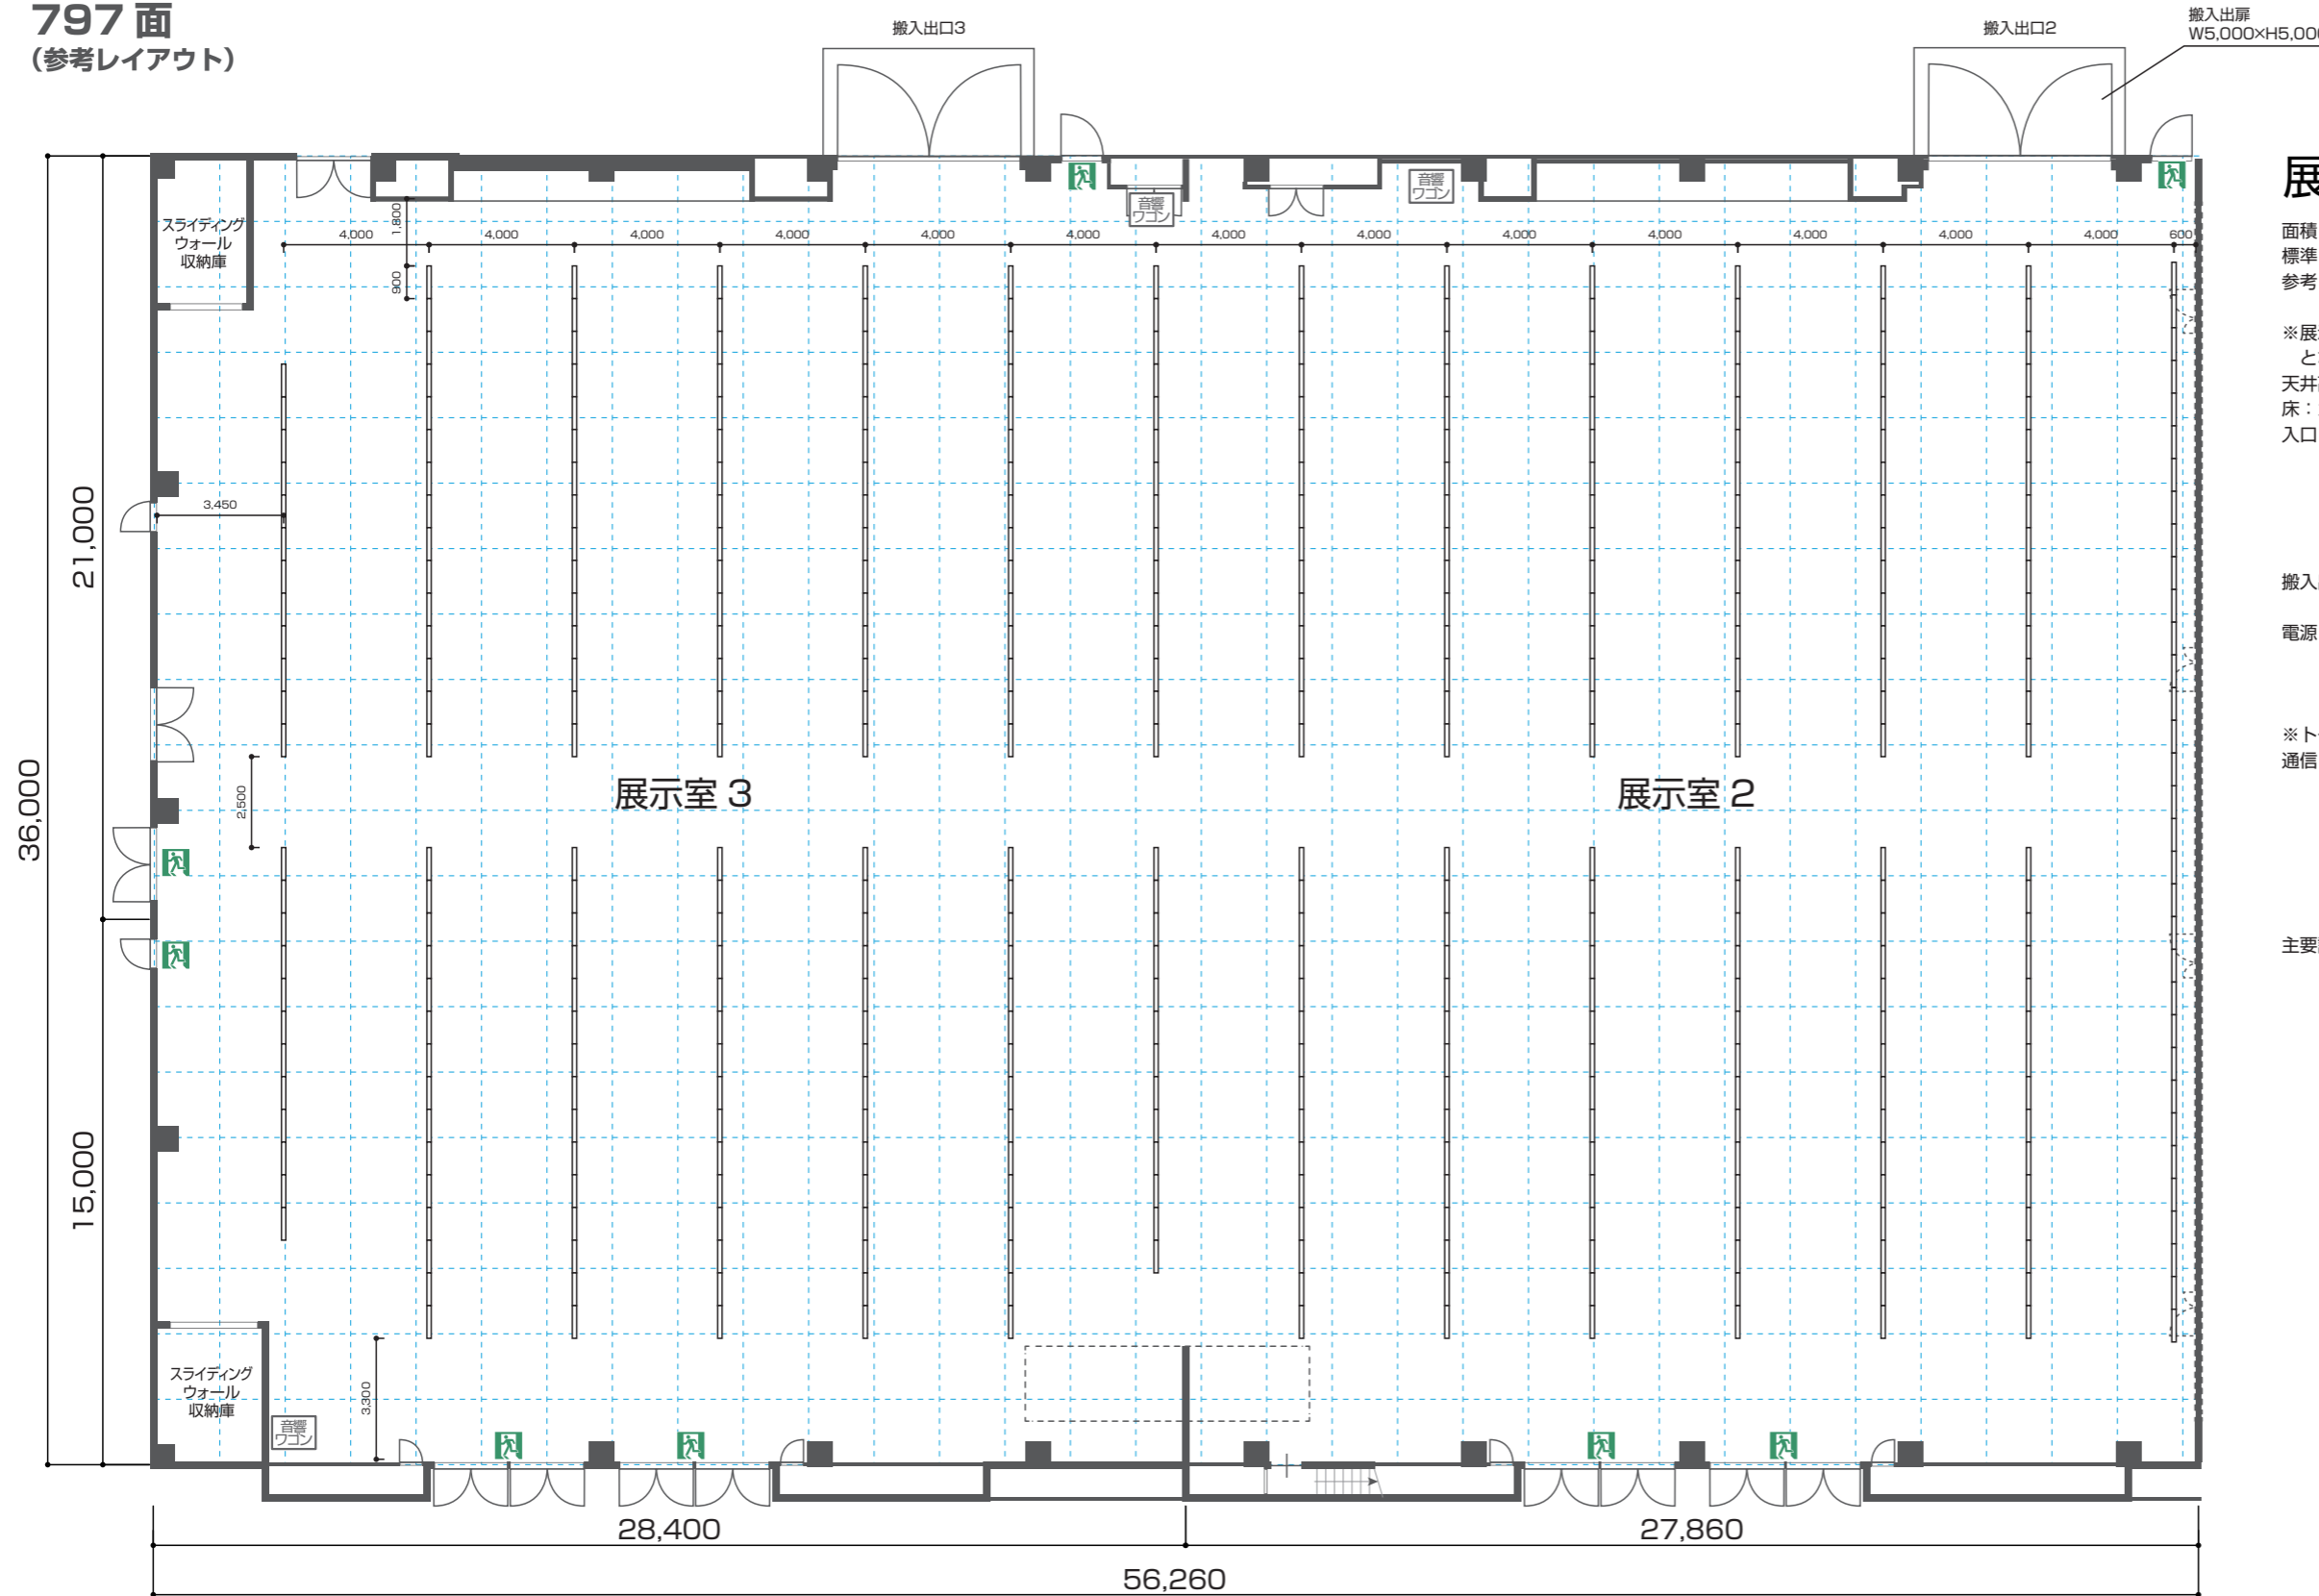 797 面
(参考レイアウト)
搬入出口3
搬入出口2
搬入出扉
W5,000×H5,00
スライディング
ウォール
収納庫
音響
ワゴン
音響
ワゴン
1,800
900
4,000
4,000
4,000
4,000
4,000
4,000
4,000
4,000
4,000
4,000
4,000
4,000
4,000
600
3,450
2,500
展示室 3
展示室 2
36,000
21,000
15,000
3,300
スライディング
ウォール
収納庫
音響
ワゴン
28,400
27,860
56,260
展
面積
標準
参考
※展
と
天井
床：
入口
搬入
電源
※ト
通信
主要